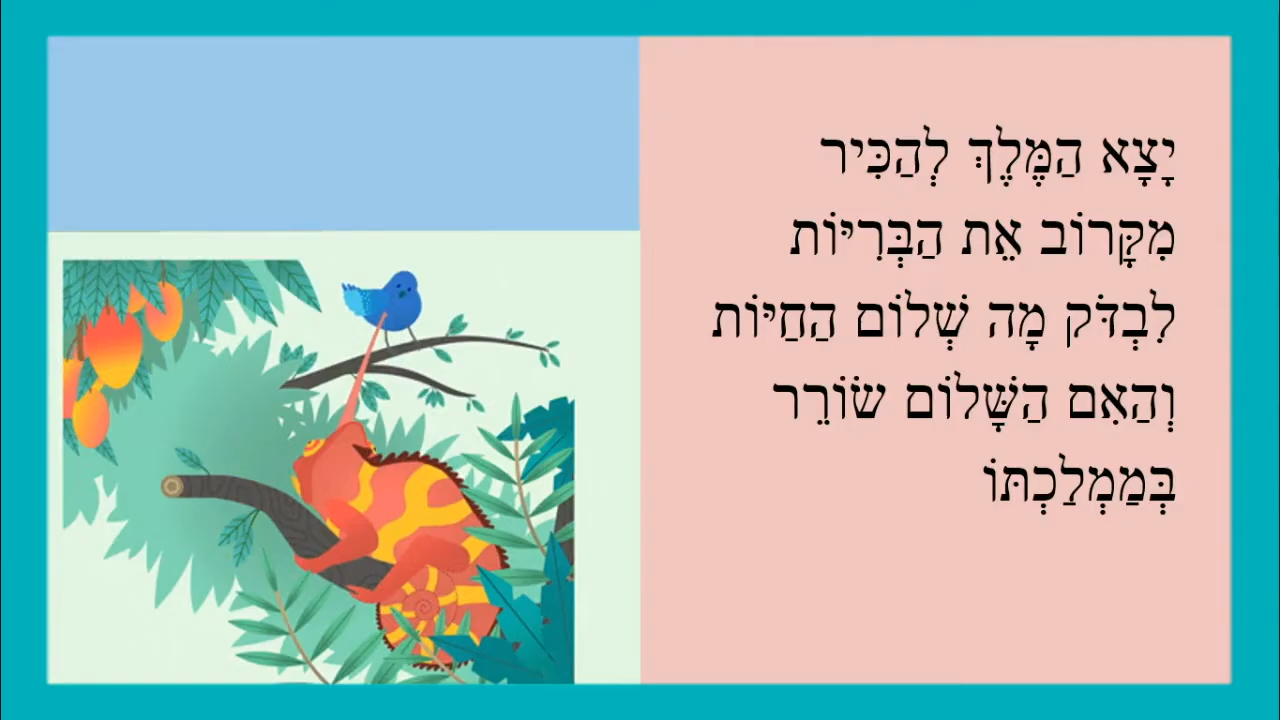 יָצָא הַמֶּלֶךְ לְהַכִּיר
מִקָּרוֹב אֵת הַבְּרִיּוֹת
לִבְדֹּק מָה שְׁלוֹם הַחַיּוֹת
וְהַאִם הַשָּׁלוֹם שׂוֹרֵר
בְּמַמְלַכְתּוֹ